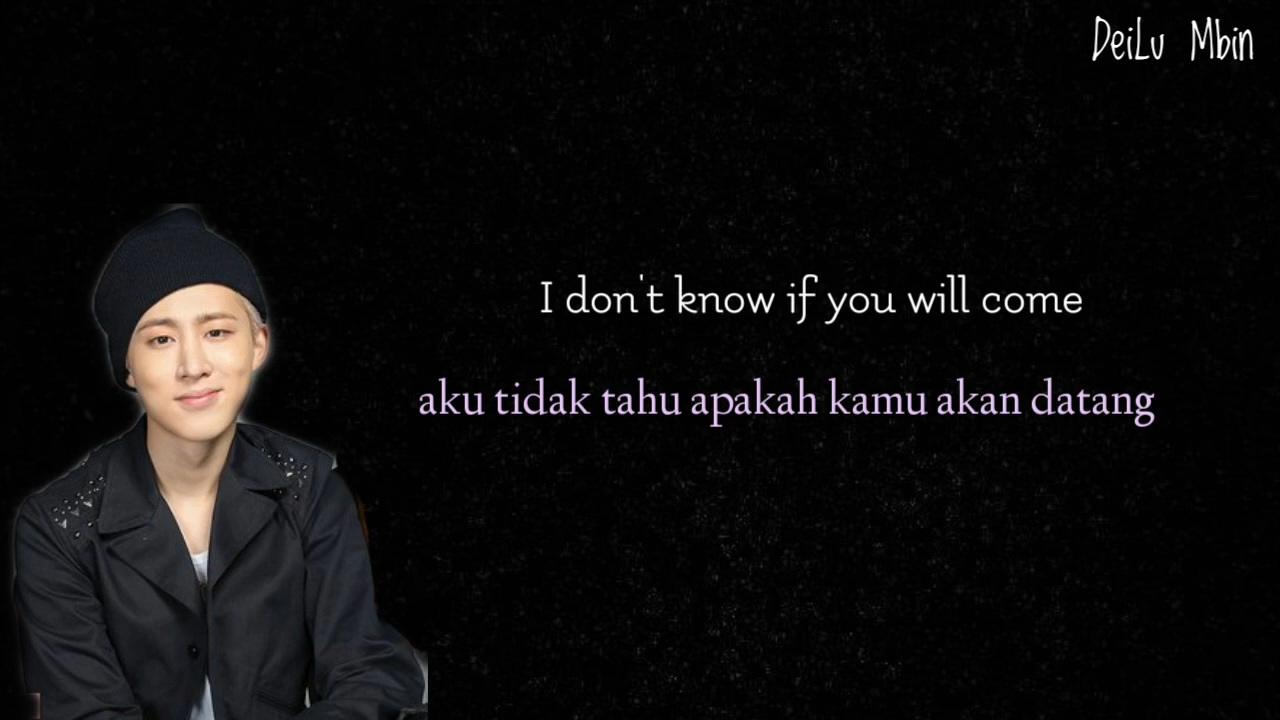 DeiLu Mbin
I don't know if you will come
aku tidak tahu apakah kamu akan datang